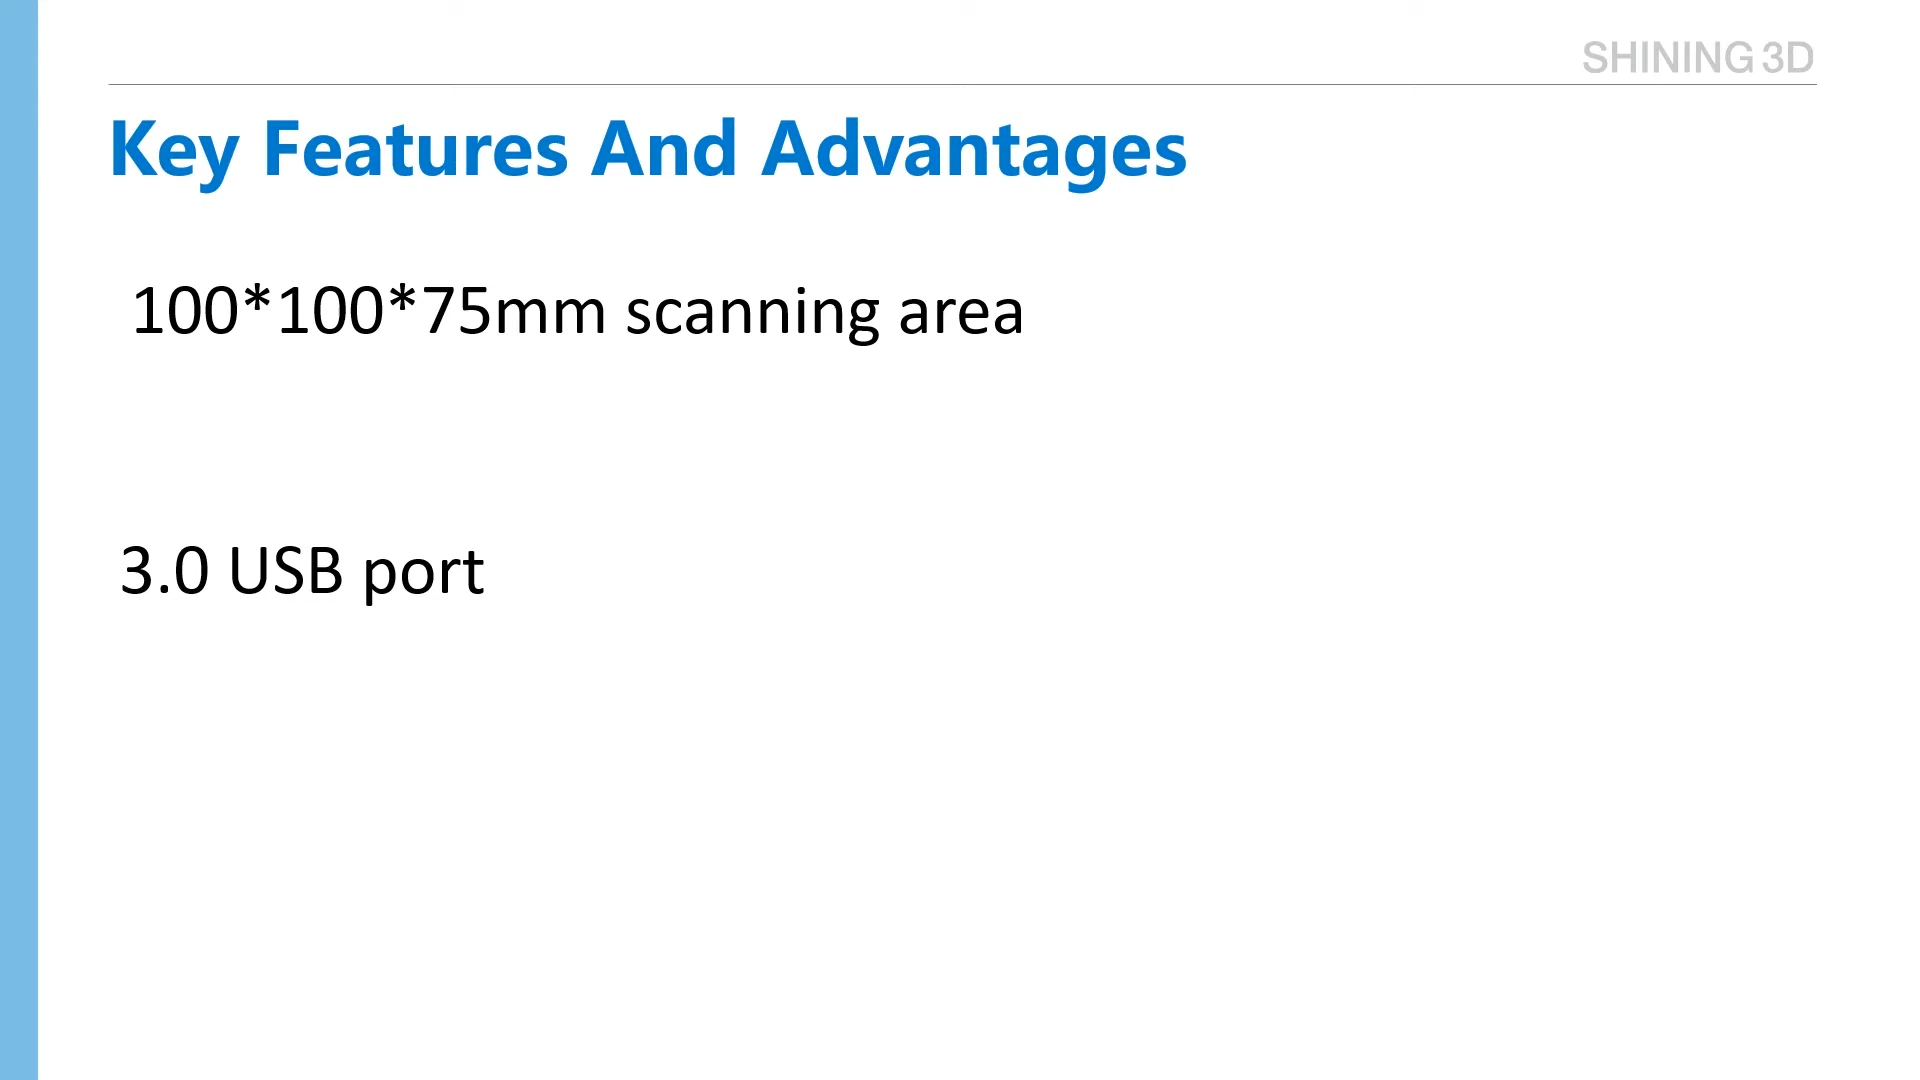 SHINING 3D
Key Features And Advantages
100*100*75mm scanning area
3.0 USB port